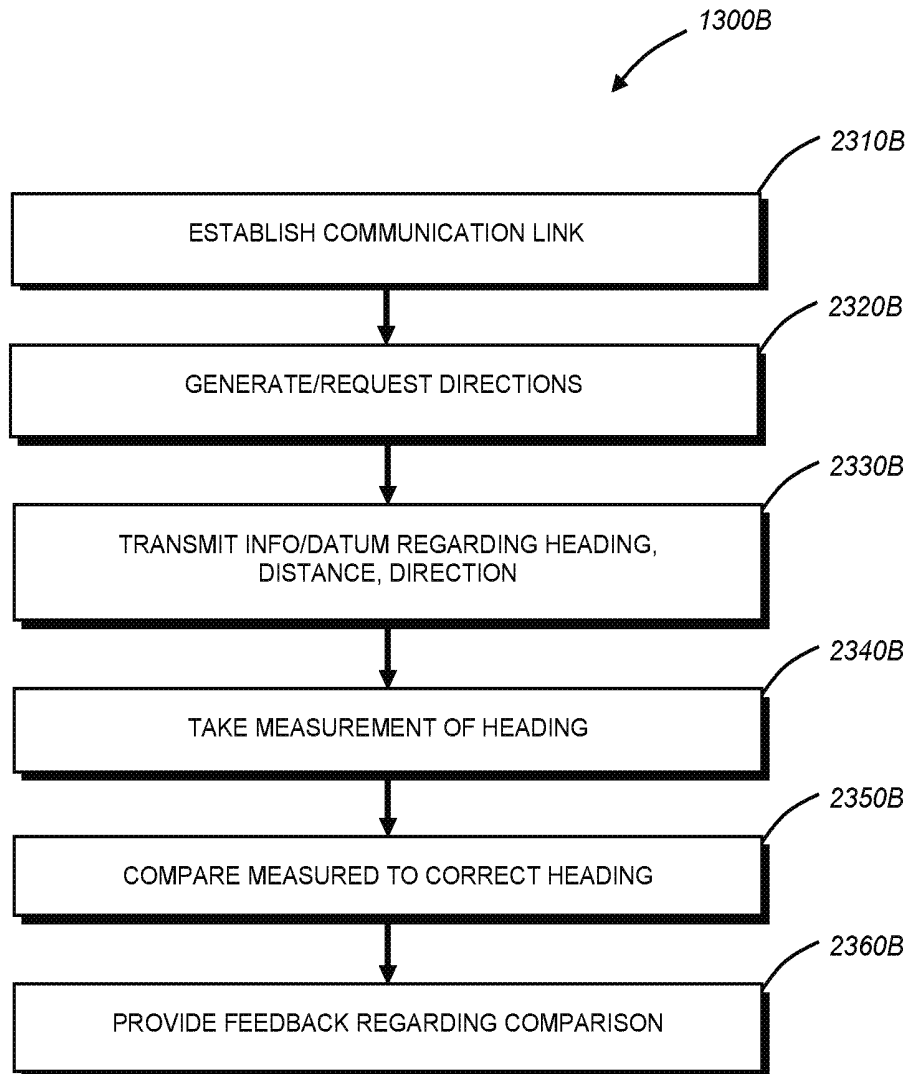 1300B
2310B
ESTABLISH COMMUNICATION LINK
2320B
GENERATE/REQUEST DIRECTIONS
2330B
TRANSMIT INFO/DATUM REGARDING HEADING,
DISTANCE, DIRECTION
2340B
TAKE MEASUREMENT OF HEADING
2350B
COMPARE MEASURED TO CORRECT HEADING
2360B
PROVIDE FEEDBACK REGARDING COMPARISON